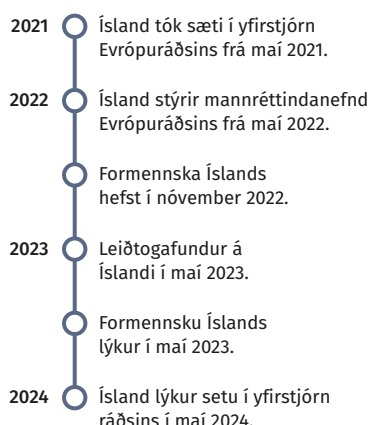 2021 Ísland tók sæti í yfirstjórn
Evrópuráðsins frá maí 2021.
2022 Ísland stýrir mannréttindanefnd
Evrópuráðsins frá maí 2022.
Formennska Íslands
hefst í nóvember 2022.
2023 Leiðtogafundur á
Íslandi í maí 2023.
Formennsku Íslands
lýkur í maí 2023.
2024 Ísland lýkur setu í yfirstjórn
ráðsins í maí 2024.